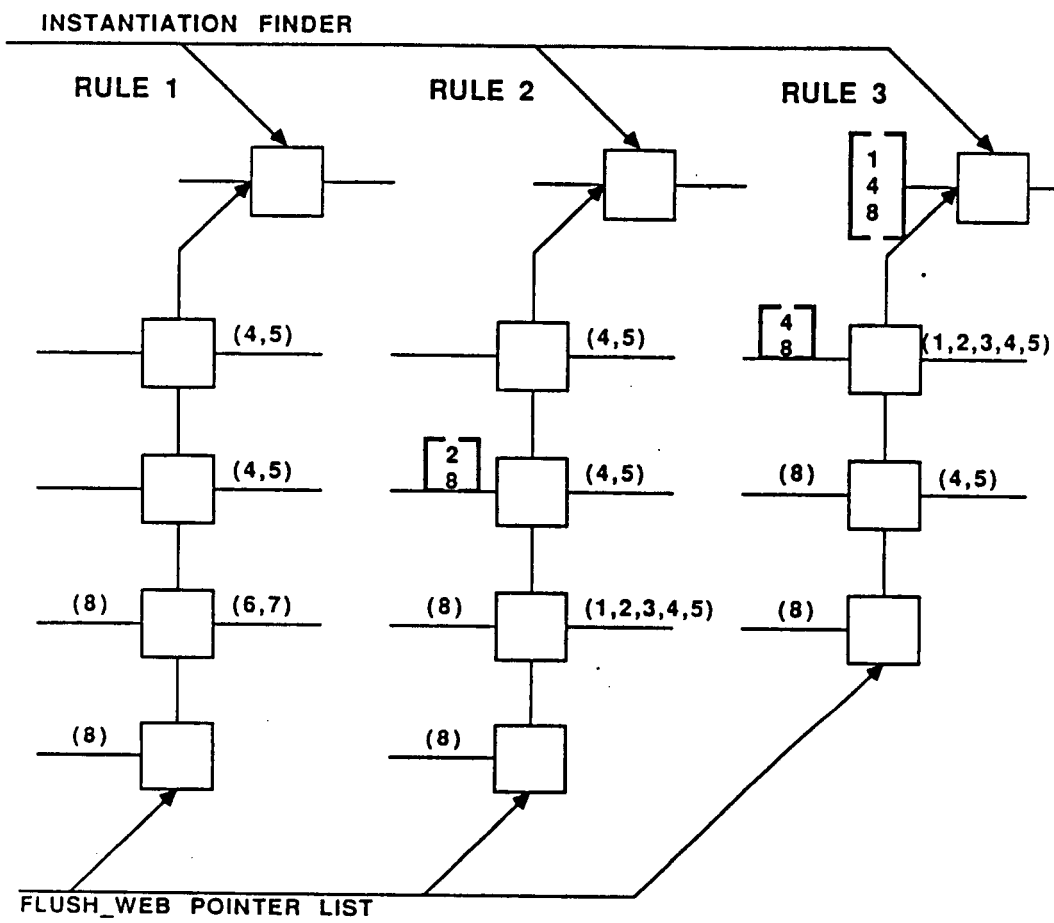 INSTANTIATION FINDER
RULE 1 RULE 2 RULE 3
1
4
8
(4,5) (4,5) 4 (1,2,3,4,5)
8
(4,5) 2 (4,5) (8) (4,5)
8
(8) (6,7) (8) (1,2,3,4,5) (8)
(8) (8)
FLUSH_WEB POINTER LIST